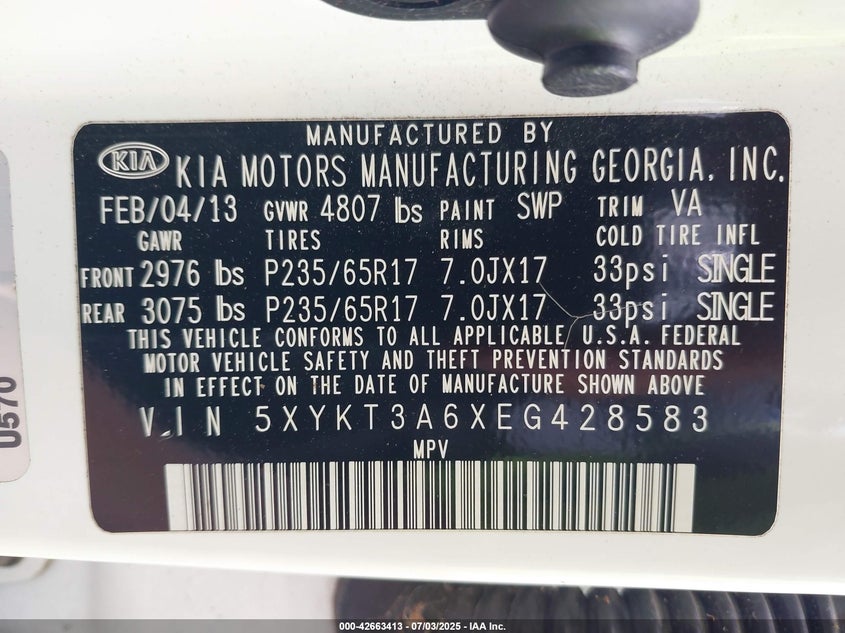 MANUFACTURED BY
KIA KIA MOTORS MANUFACTURING GEORGIA, INC.
FEB/04/13 GVWR 4807 lbs PAINT SWP TRIM VA
GAWR TIRES RIMS COLD TIRE INFL
FRONT 2976 lbs P235/65R17 7.0JX17 33psi SINGLE
REAR 3075 lbs P235/65R17 7.0JX17 33psi SINGLE
THIS VEHICLE CONFORMS TO ALL APPLICABLE U.S.A. FEDERAL
MOTOR VEHICLE SAFETY AND THEFT PREVENTION STANDARDS
IN EFFECT ON THE DATE OF MANUFACTURE SHOWN ABOVE
V.I N 5XYKT3A6XEG428583
MPV
U570
000-42663413 - 07/03/2025 - IAA Inc.